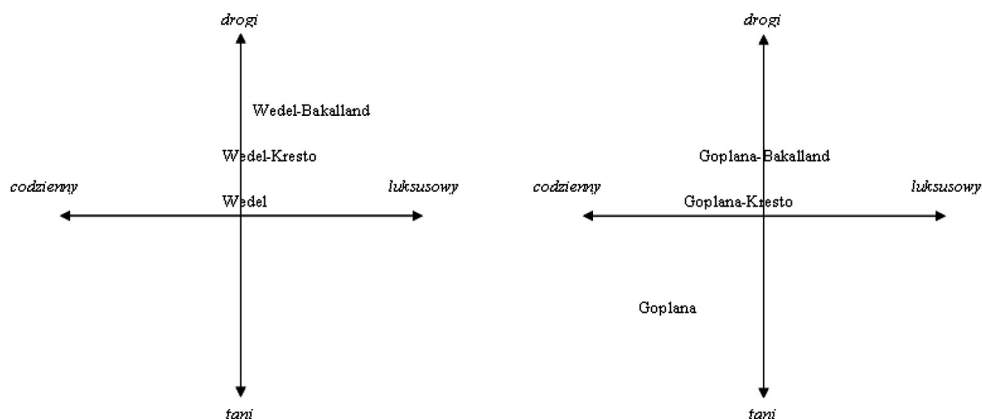 drogi
Wedel-Bakalland
Wedel-Kresto
codzienny
luksusowy
Wedel
tani
drogi
Goplana-Bakalland
codzienny
luksusowy
Goplana-Kresto
Goplana
tani